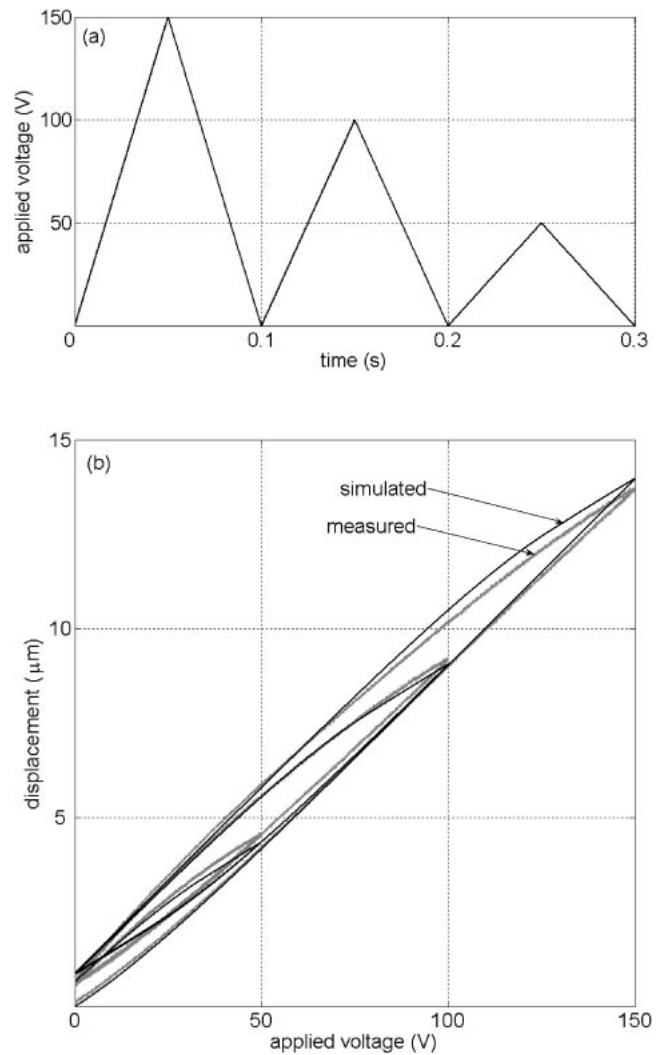 (a)
150
100
50
applied voltage (V)
0
0.1
0.2
0.3
time (s)
(b)
15
10
5
displacement (μm)
simulated
measured
0
50
100
150
applied voltage (V)